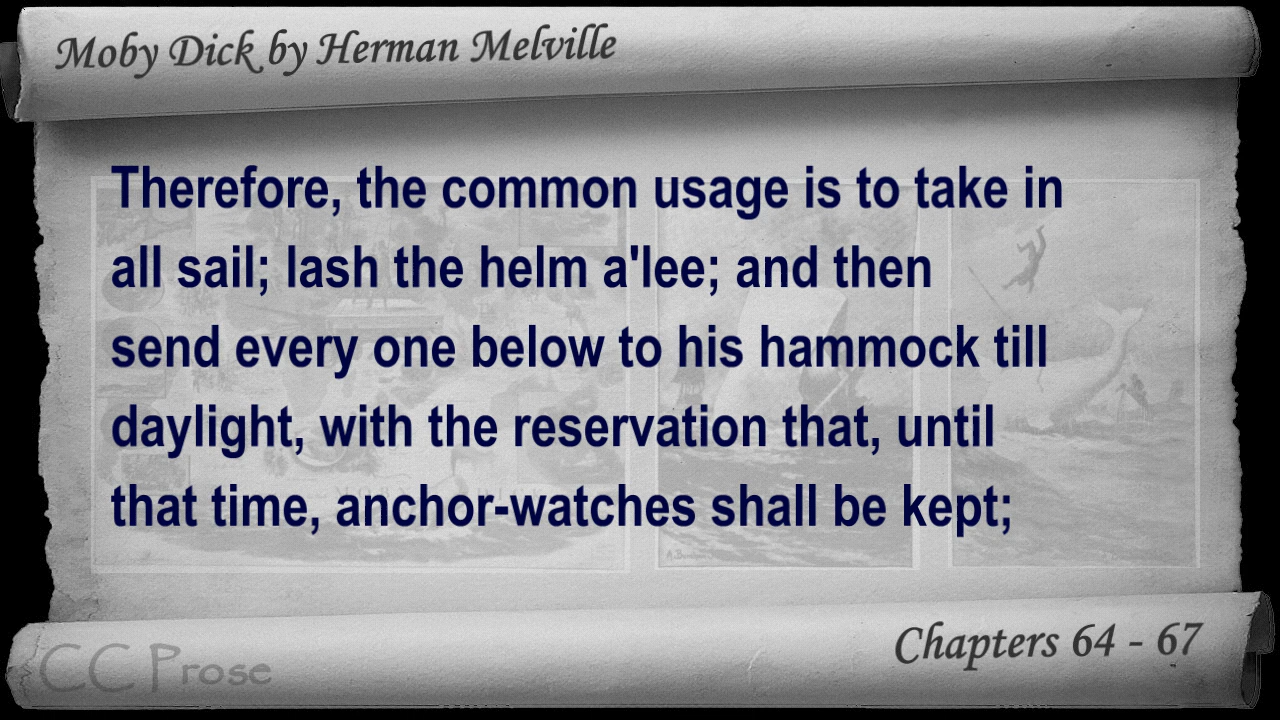 Moby Dick by Herman Melville
Therefore, the common usage is to take in
all sail; lash the helm a'lee; and then
send every one below to his hammock till
daylight, with the reservation that, until
that time, anchor-watches shall be kept;
Chapters 64 - 67
CC Prose